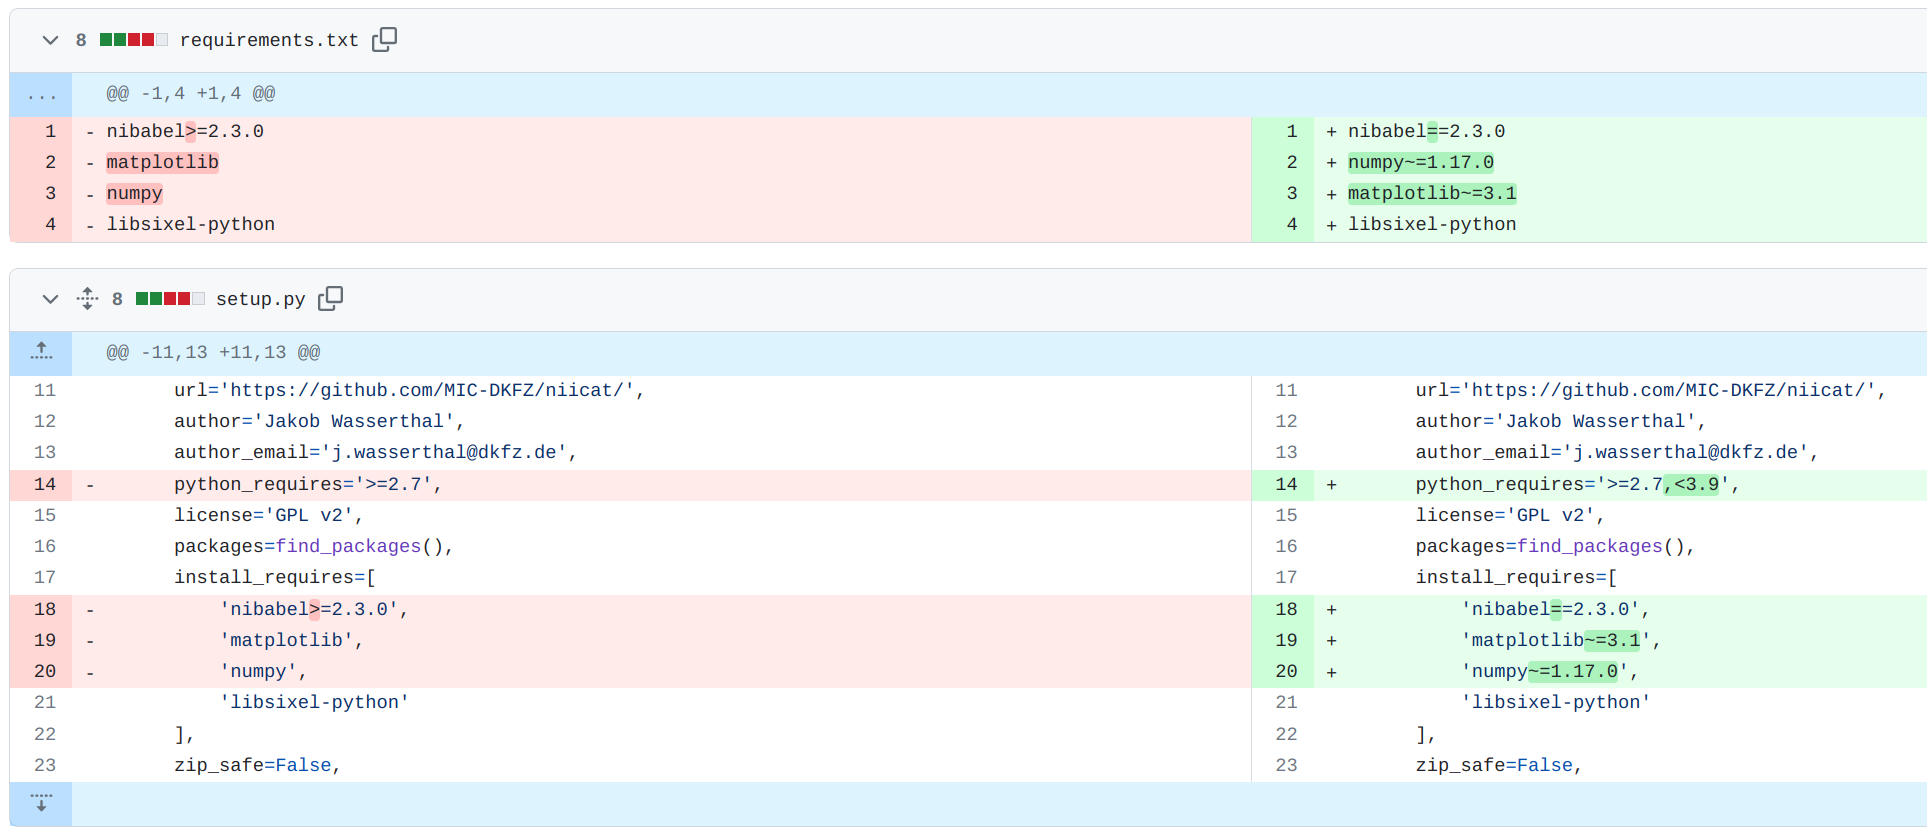 8 requirements.txt
... @@ -1,4 +1,4 @@
1 - nibabel>=2.3.0
2 - matplotlib
3 - numpy
4 - libsixel-python
1 + nibabel==2.3.0
2 + numpy~=1.17.0
3 + matplotlib~=3.1
4 + libsixel-python
8 setup.py
@@ -11,13 +11,13 @@
11 url='https://github.com/MIC-DKFZ/niicat/',
12 author='Jakob Wasserthal',
13 author_email='j.wasserthal@dkfz.de',
14 - python_requires='>=2.7',
15 license='GPL v2',
16 packages=find_packages(),
17 install_requires=[
18 - 'nibabel>=2.3.0',
19 - 'matplotlib',
20 - 'numpy',
21 'libsixel-python'
22 ],
23 zip_safe=False,
11 url='https://github.com/MIC-DKFZ/niicat/',
12 author='Jakob Wasserthal',
13 author_email='j.wasserthal@dkfz.de',
14 + python_requires='>=2.7,<3.9',
15 license='GPL v2',
16 packages=find_packages(),
17 install_requires=[
18 + 'nibabel==2.3.0',
19 + 'matplotlib~=3.1',
20 + 'numpy~=1.17.0',
21 'libsixel-python'
22 ],
23 zip_safe=False,